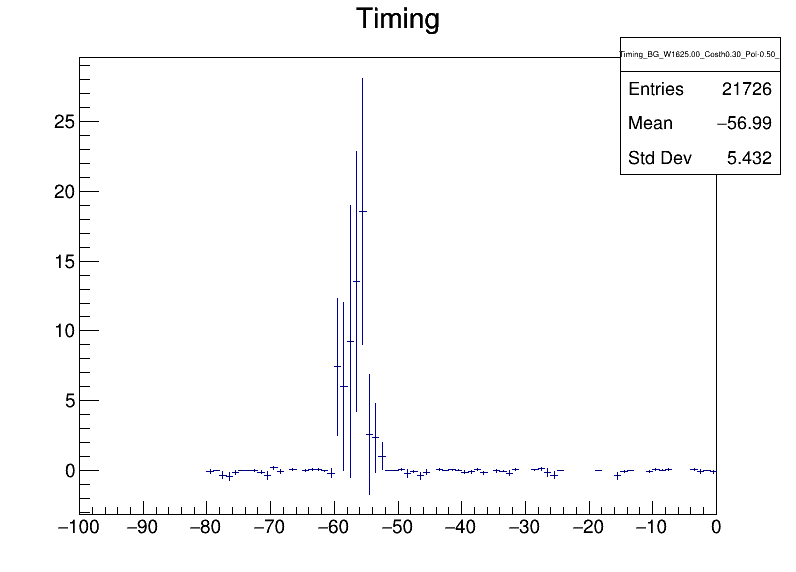 Timing
Timing_BG_W1625.00_Costh0.30_Pol-0.50_
Entries 21726
Mean −56.99
Std Dev 5.432
25
20
15
10
5
0
−100 −90 −80 −70 −60 −50 −40 −30 −20 −10 0